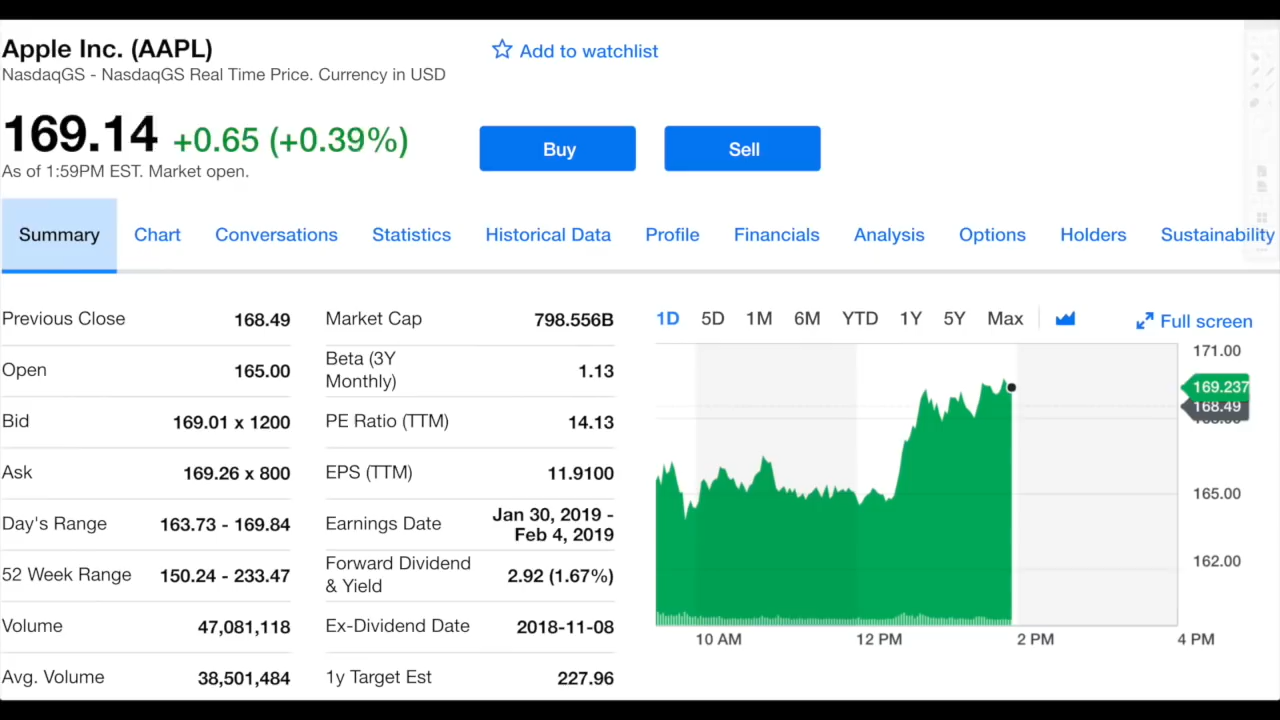 Apple Inc. (AAPL)
Add to watchlist
NasdaqGS - NasdaqGS Real Time Price. Currency in USD
169.14 +0.65 (+0.39%)
Buy
Sell
As of 1:59PM EST. Market open.
Summary Chart Conversations Statistics Historical Data Profile Financials Analysis Options Holders Sustainability
Previous Close 168.49
Open 165.00
Bid 169.01 x 1200
Ask 169.26 x 800
Day's Range 163.73 - 169.84
52 Week Range 150.24 - 233.47
Volume 47,081,118
Avg. Volume 38,501,484
Market Cap 798.556B
Beta (3Y
Monthly) 1.13
PE Ratio (TTM) 14.13
EPS (TTM) 11.9100
Earnings Date Jan 30, 2019 -
Feb 4, 2019
Forward Dividend
& Yield 2.92 (1.67%)
Ex-Dividend Date 2018-11-08
1y Target Est 227.96
1D 5D 1M 6M YTD 1Y 5Y Max
Full screen
171.00
169.237
168.49
165.00
162.00
10 AM 12 PM 2 PM 4 PM